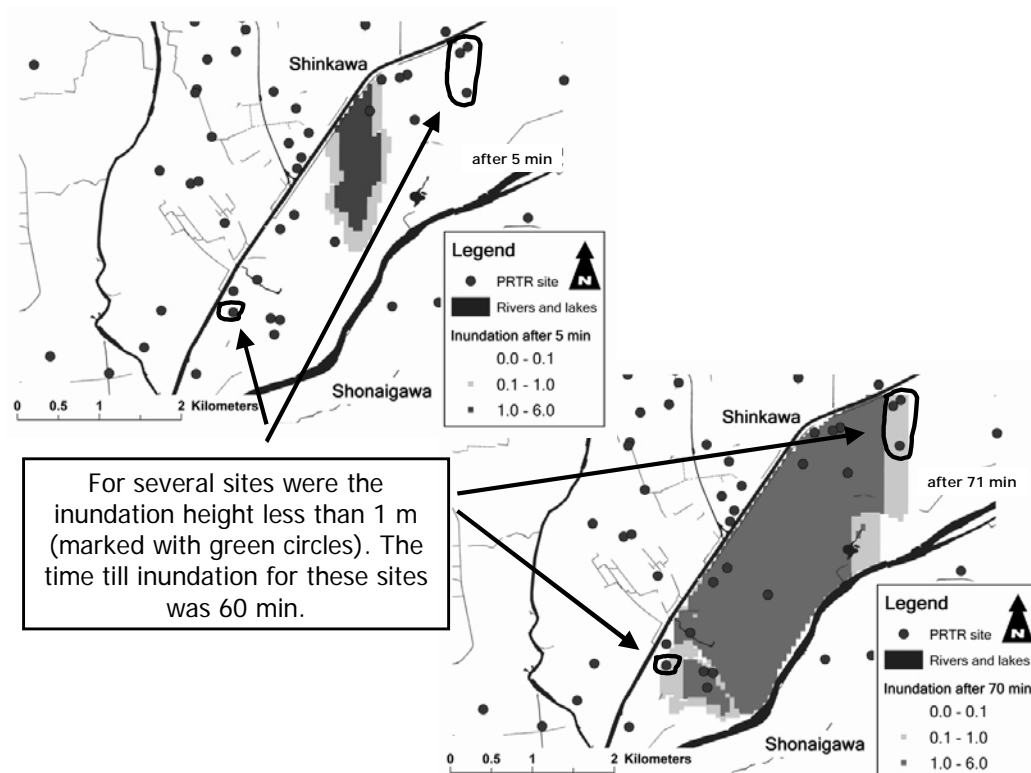 Shinkawa
after 5 min
Legend
PRTR site
N
Rivers and lakes
Inundation after 5 min
0.0 - 0.1
0.1 - 1.0
1.0 - 6.0
Shonaigawa
0 0.5 1 2 Kilometers
For several sites were the
inundation height less than 1 m
(marked with green circles). The
time till inundation for these sites
was 60 min.
Shinkawa
after 71 min
Legend
PRTR site
N
Rivers and lakes
Inundation after 70 min
0.0 - 0.1
0.1 - 1.0
1.0 - 6.0
Shonaigawa
0 0.5 1 2 Kilometers